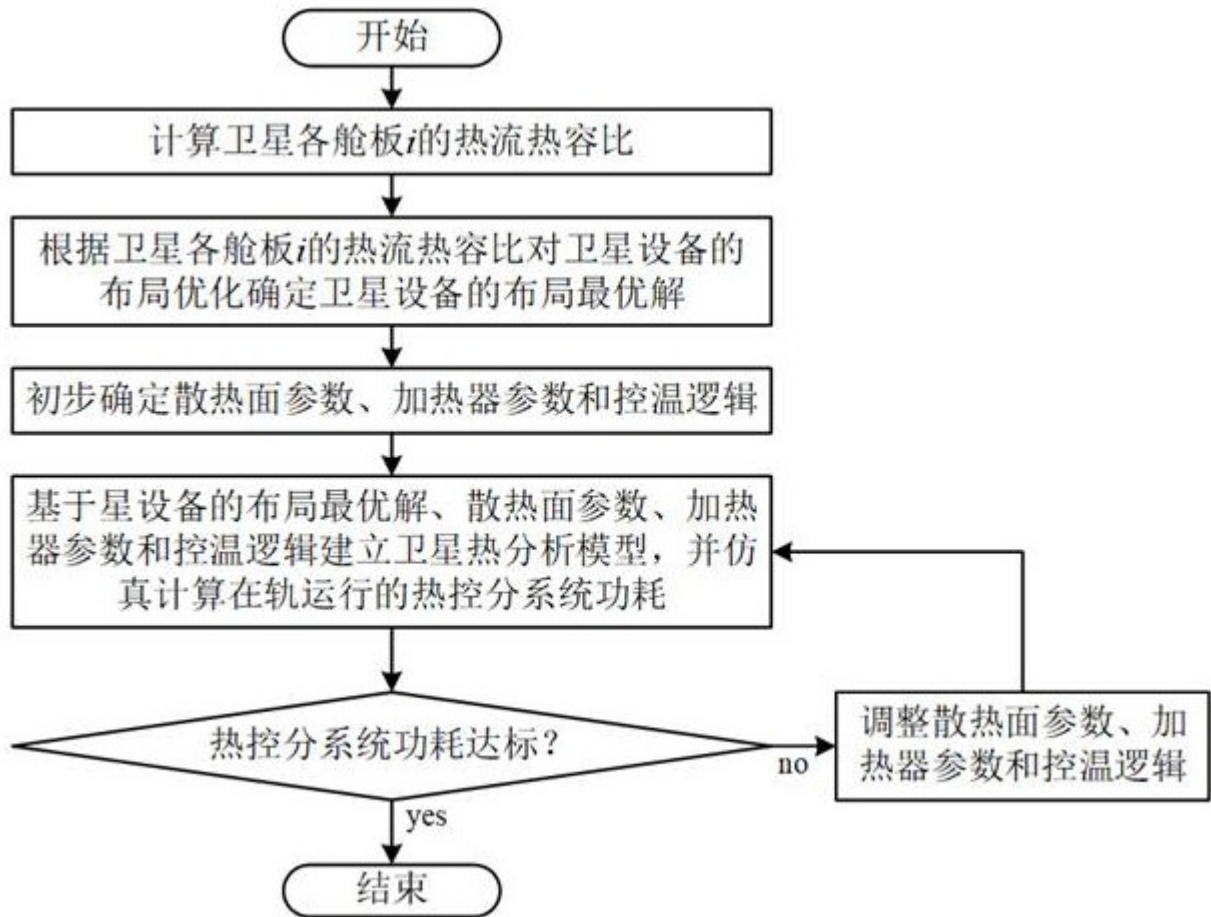 开始
计算卫星各舱板i的热流热容比
根据卫星各舱板i的热流热容比对卫星设备的
布局优化确定卫星设备的布局最优解
初步确定散热面参数、加热器参数和控温逻辑
基于星设备的布局最优解、散热面参数、加热
器参数和控温逻辑建立卫星热分析模型，并仿
真计算在轨运行的热控分系统功耗
热控分系统功耗达标？
no
调整散热面参数、加
热器参数和控温逻辑
yes
结束